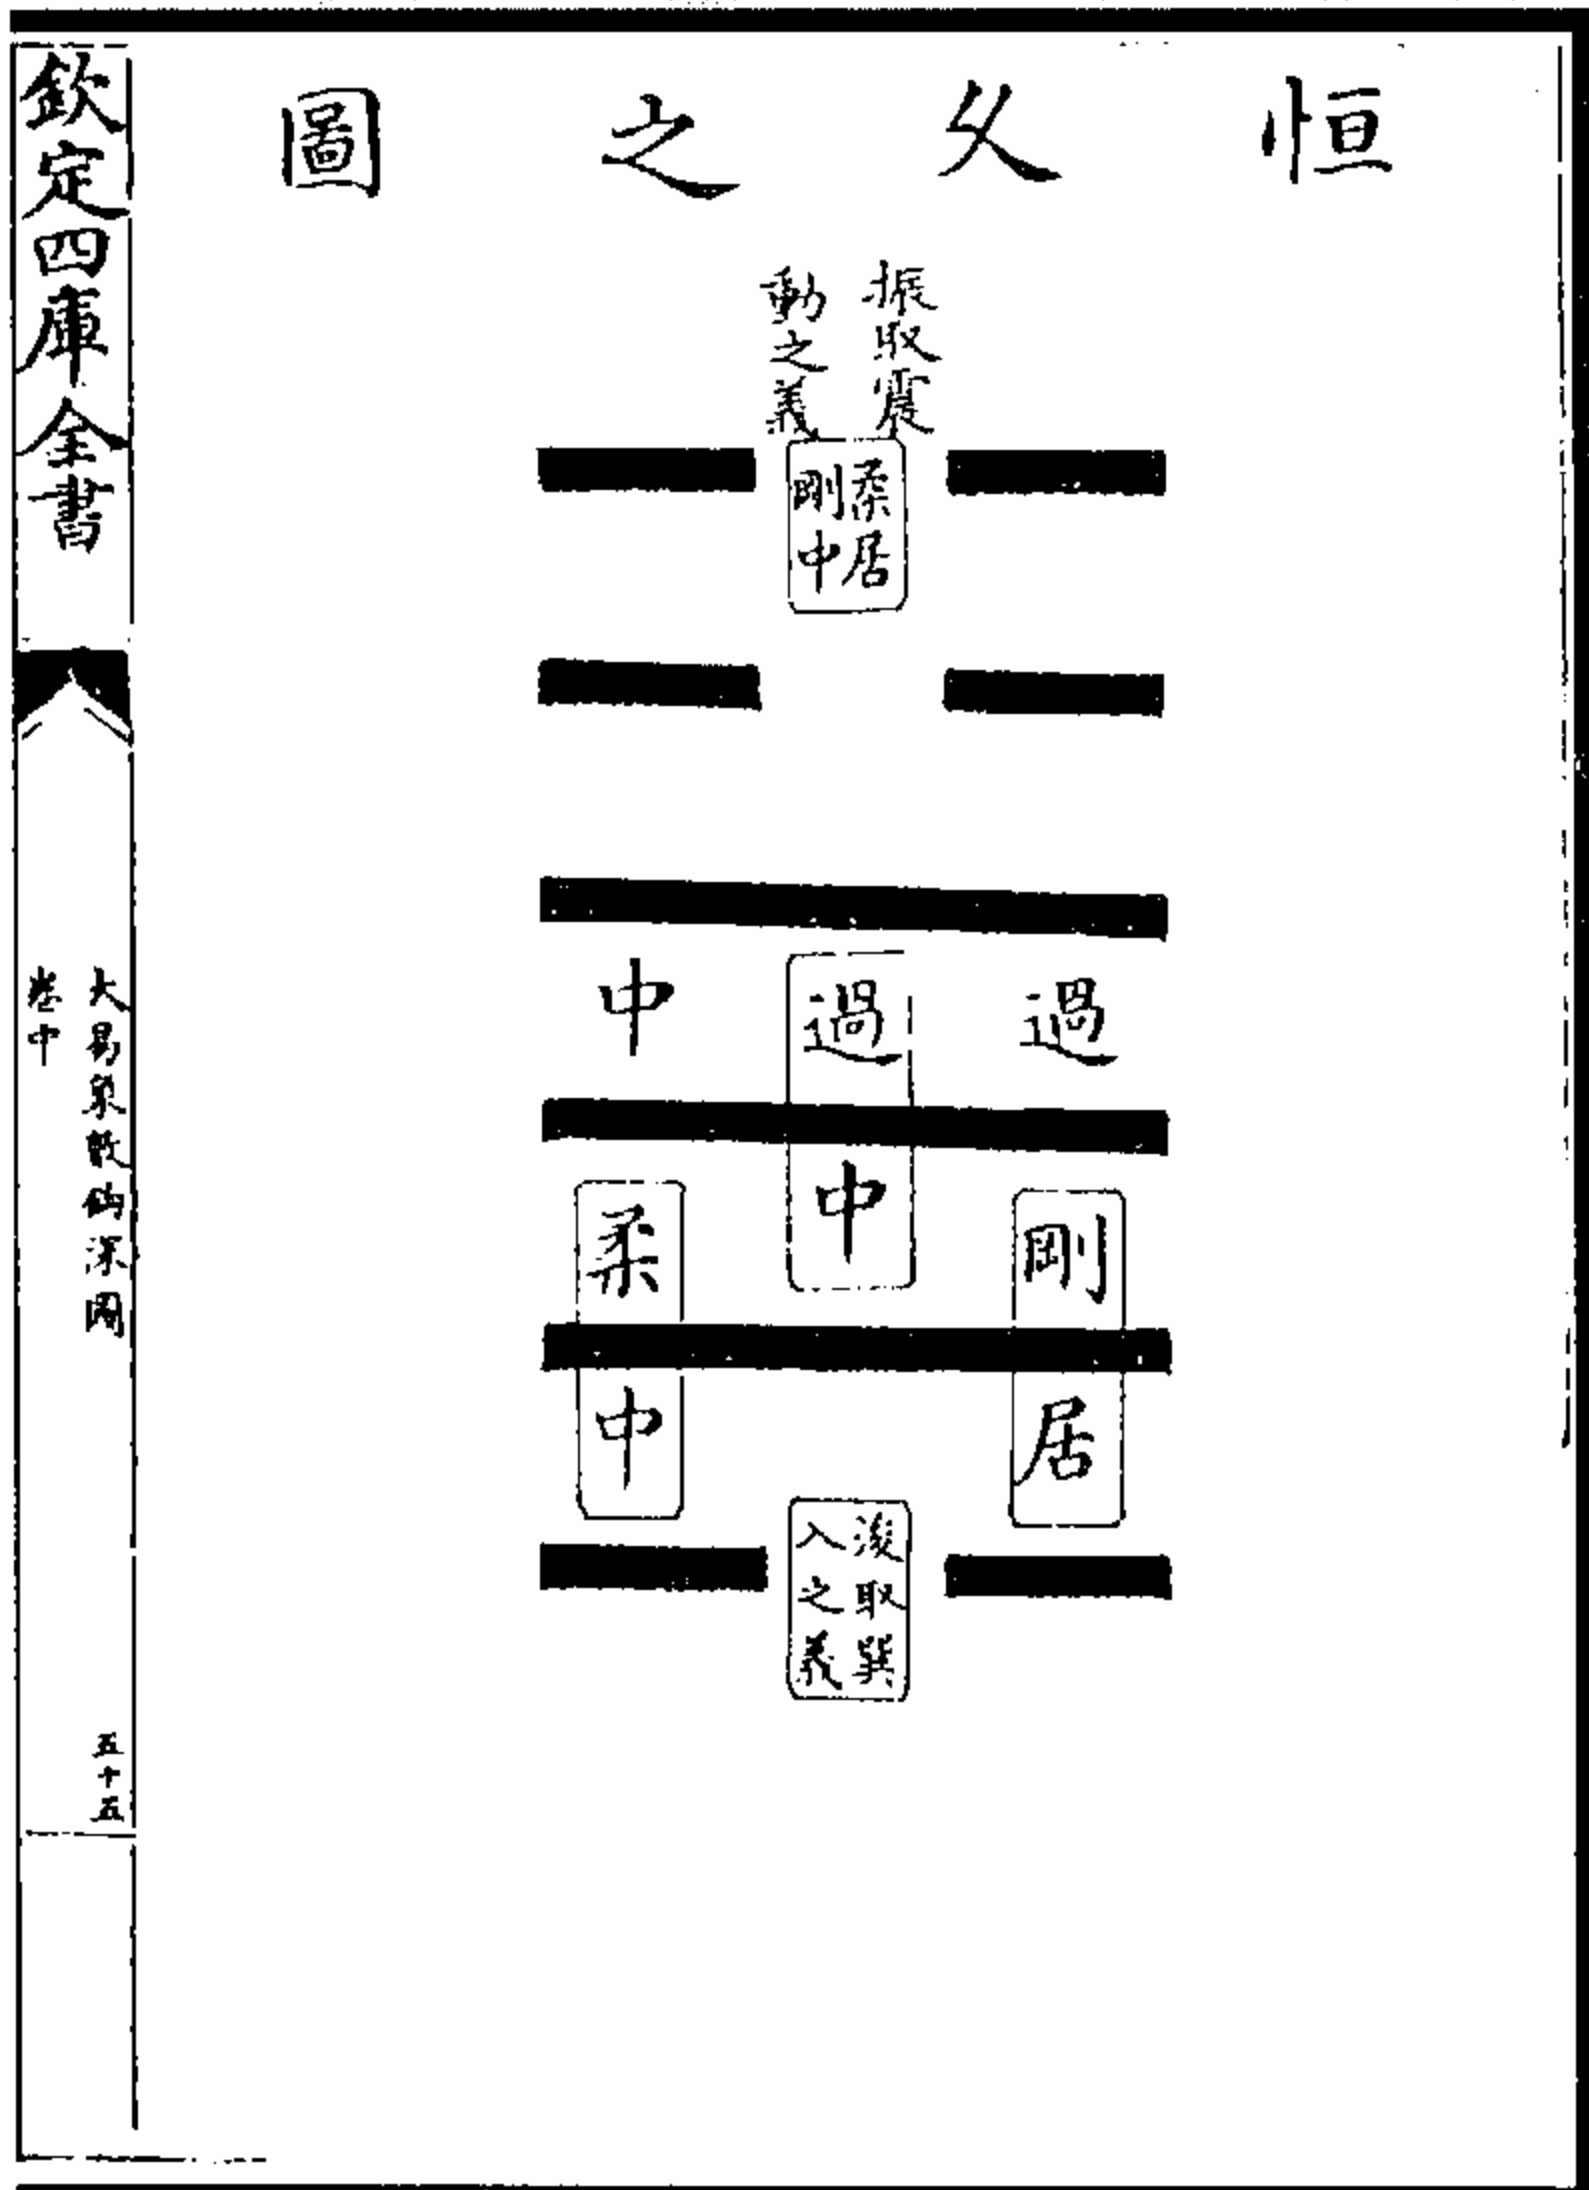 恒久之圖
振取震
動之義
柔居
剛中
過
過中
中
剛居
柔中
浚取巽
入之義
欽定四庫全書
大易象數鉤深圖
卷中
五十五